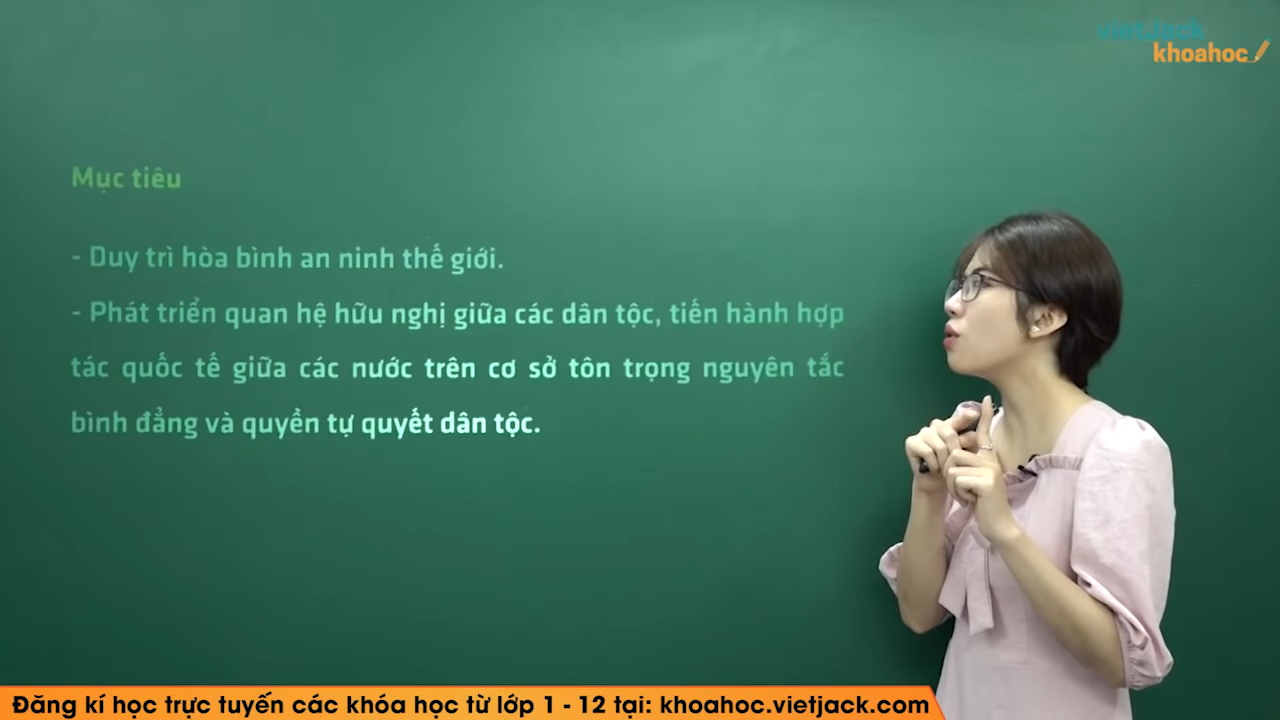 vietJack
khoahoc
Mục tiêu
- Duy trì hòa bình an ninh thế giới.
- Phát triển quan hệ hữu nghị giữa các dân tộc, tiến hành hợp
tác quốc tế giữa các nước trên cơ sở tôn trọng nguyên tắc
bình đẳng và quyền tự quyết dân tộc.
Đăng kí học trực tuyến các khóa học từ lớp 1 - 12 tại: khoahoc.vietjack.com